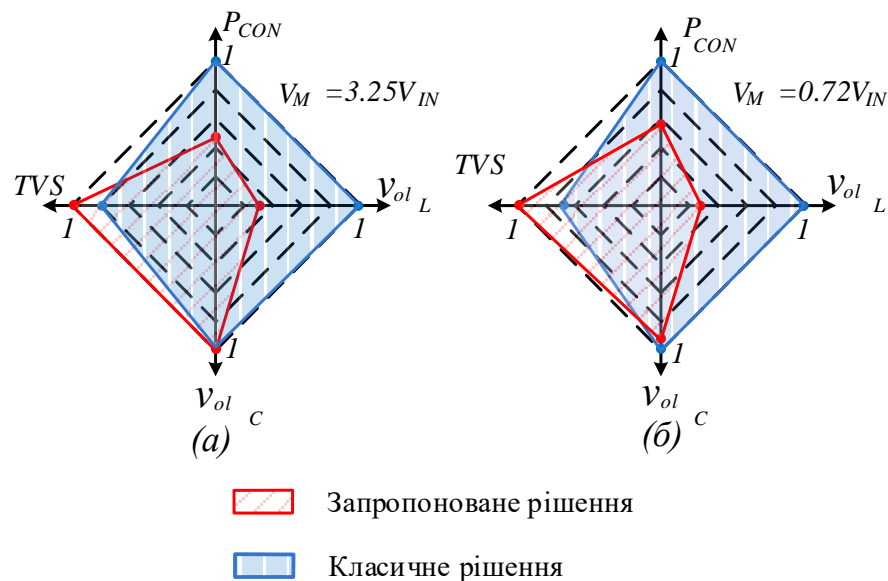 P_CON
1
V_M =3.25V_IN
TVS
1
v_ol L
1
1
v_ol C
(а)
P_CON
1
V_M =0.72V_IN
TVS
1
v_ol L
1
1
v_ol C
(б)
Запропоноване рішення
Класичне рішення